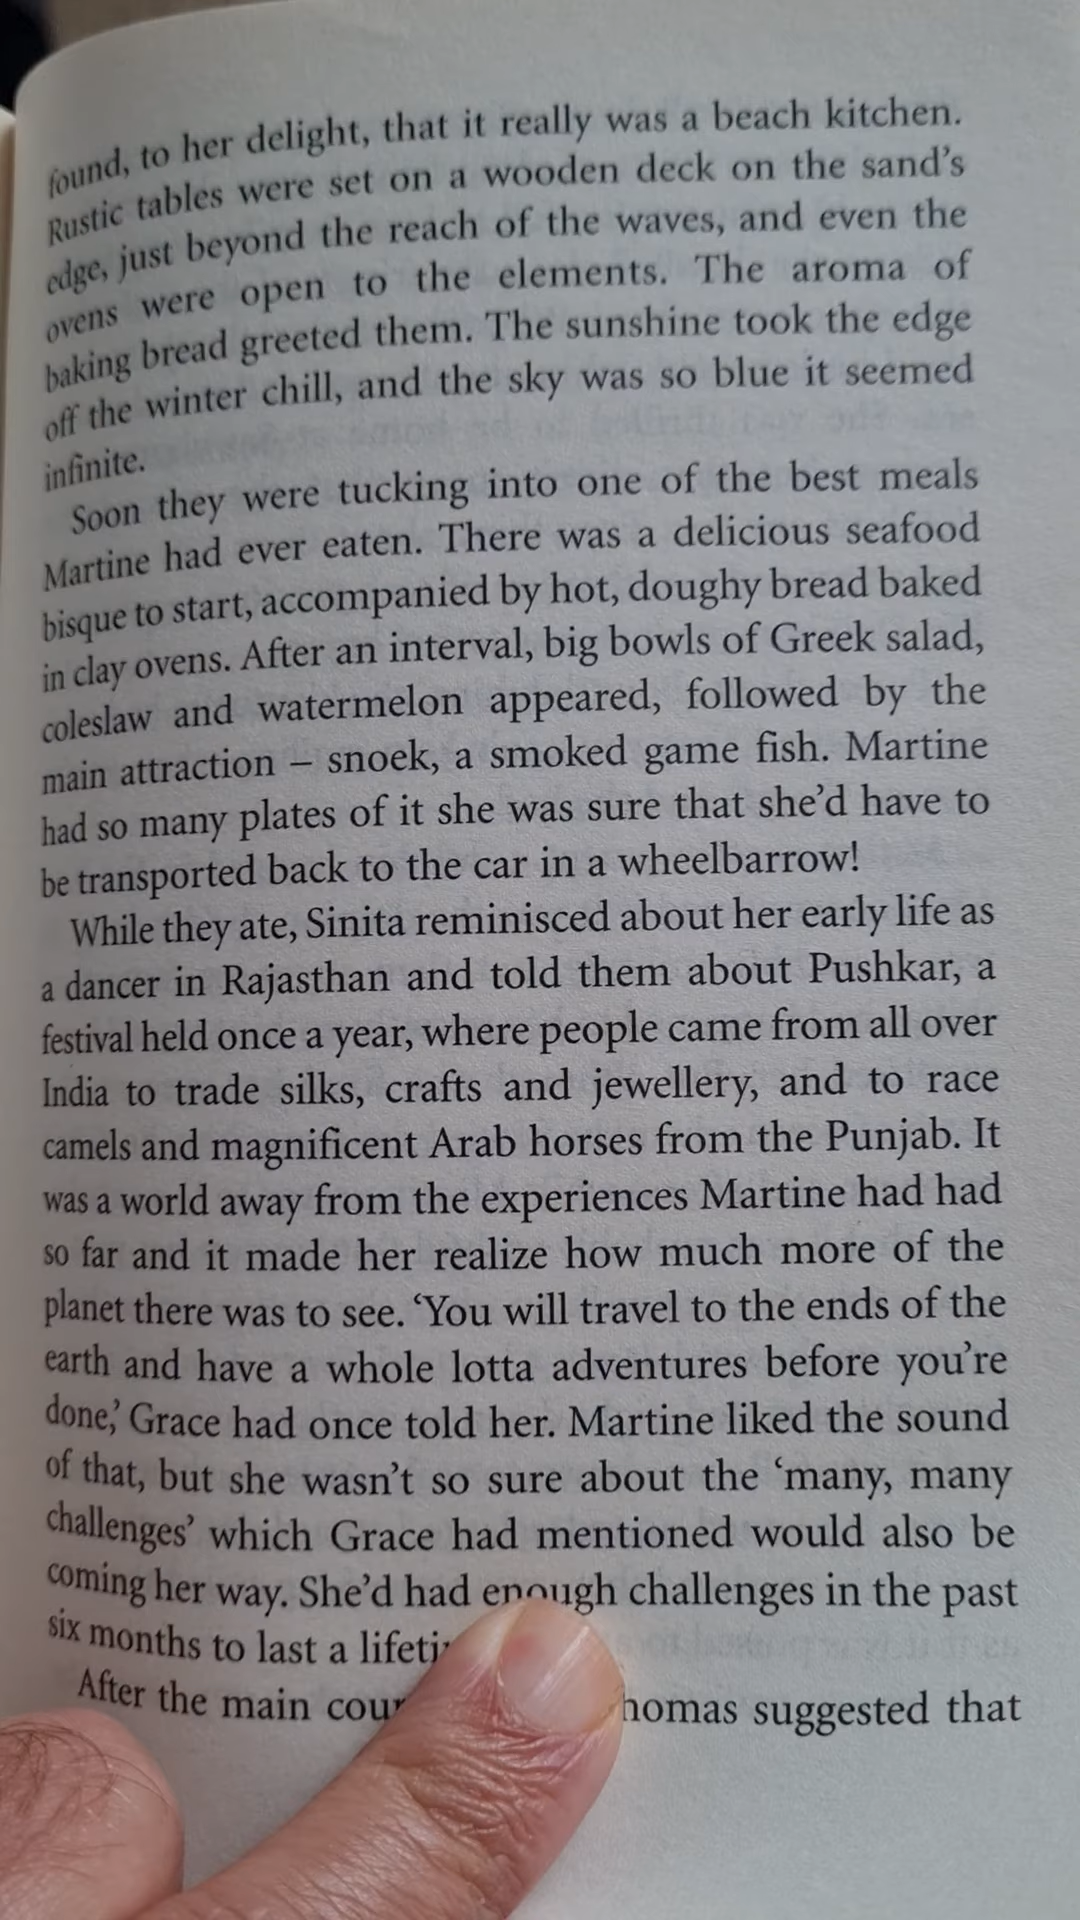 found, to her delight, that it really was a beach kitchen.
Rustic tables were set on a wooden deck on the sand's
edge, just beyond the reach of the waves, and even the
ovens were open to the elements. The aroma of
baking bread greeted them. The sunshine took the edge
off the winter chill, and the sky was so blue it seemed
infinite.
Soon they were tucking into one of the best meals
Martine had ever eaten. There was a delicious seafood
bisque to start, accompanied by hot, doughy bread baked
in clay ovens. After an interval, big bowls of Greek salad,
coleslaw and watermelon appeared, followed by the
main attraction – snoek, a smoked game fish. Martine
had so many plates of it she was sure that she'd have to
be transported back to the car in a wheelbarrow!
While they ate, Sinita reminisced about her early life as
a dancer in Rajasthan and told them about Pushkar, a
festival held once a year, where people came from all over
India to trade silks, crafts and jewellery, and to race
camels and magnificent Arab horses from the Punjab. It
was a world away from the experiences Martine had had
so far and it made her realize how much more of the
planet there was to see. ‘You will travel to the ends of the
earth and have a whole lotta adventures before you're
done,’ Grace had once told her. Martine liked the sound
of that, but she wasn't so sure about the ‘many, many
challenges’ which Grace had mentioned would also be
coming her way. She'd had enough challenges in the past
six months to last a
After the main suggested that